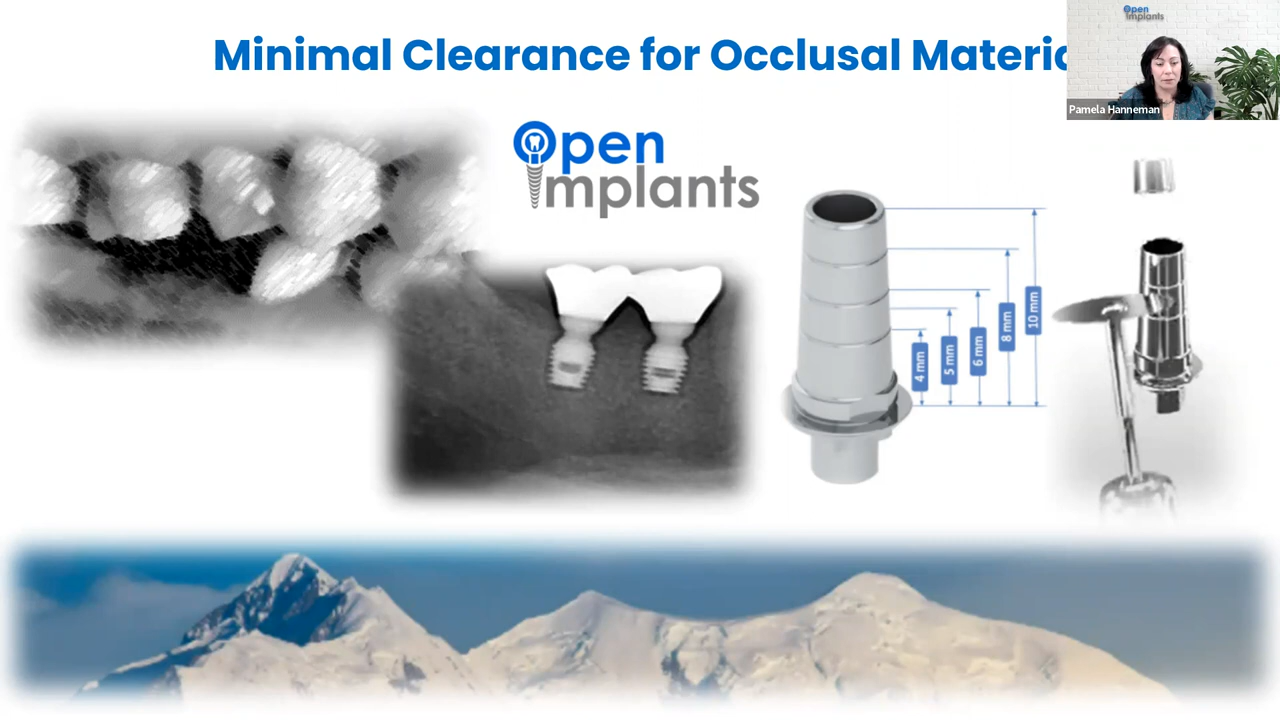 Minimal Clearance for Occlusal Materia
Open
Implants
Pamela Hanneman
Open
Implants
4 mm
5 mm
6 mm
8 mm
10 mm